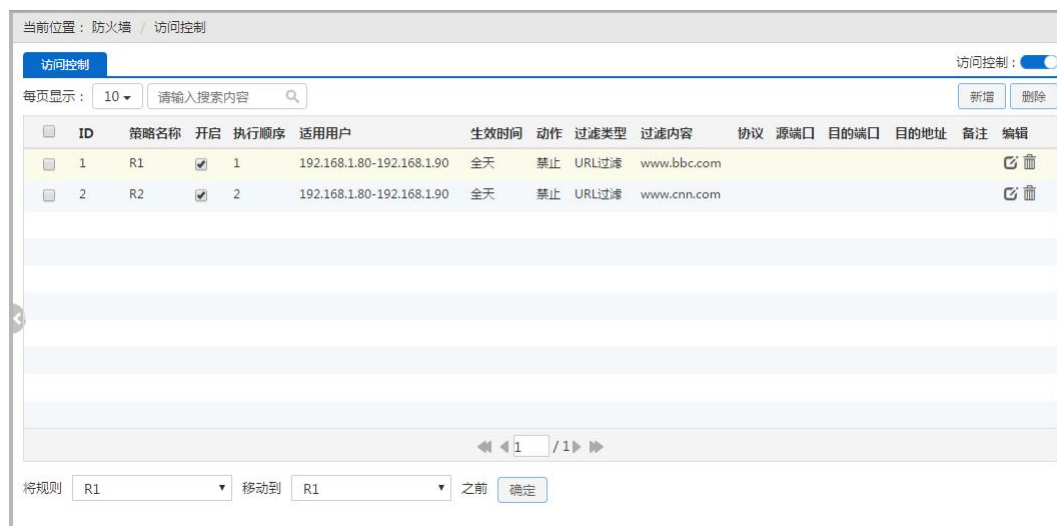 当前位置： 防火墙 / 访问控制
访问控制 访问控制：
每页显示： 10 请输入搜索内容 新增 删除
ID 策略名称 开启 执行顺序 适用用户 生效时间 动作 过滤类型 过滤内容 协议 源端口 目的端口 目的地址 备注 编辑
1 R1 1 192.168.1.80-192.168.1.90 全天 禁止 URL过滤 www.bbc.com
2 R2 2 192.168.1.80-192.168.1.90 全天 禁止 URL过滤 www.cnn.com
1 / 1
将规则 R1 移动到 R1 之前 确定